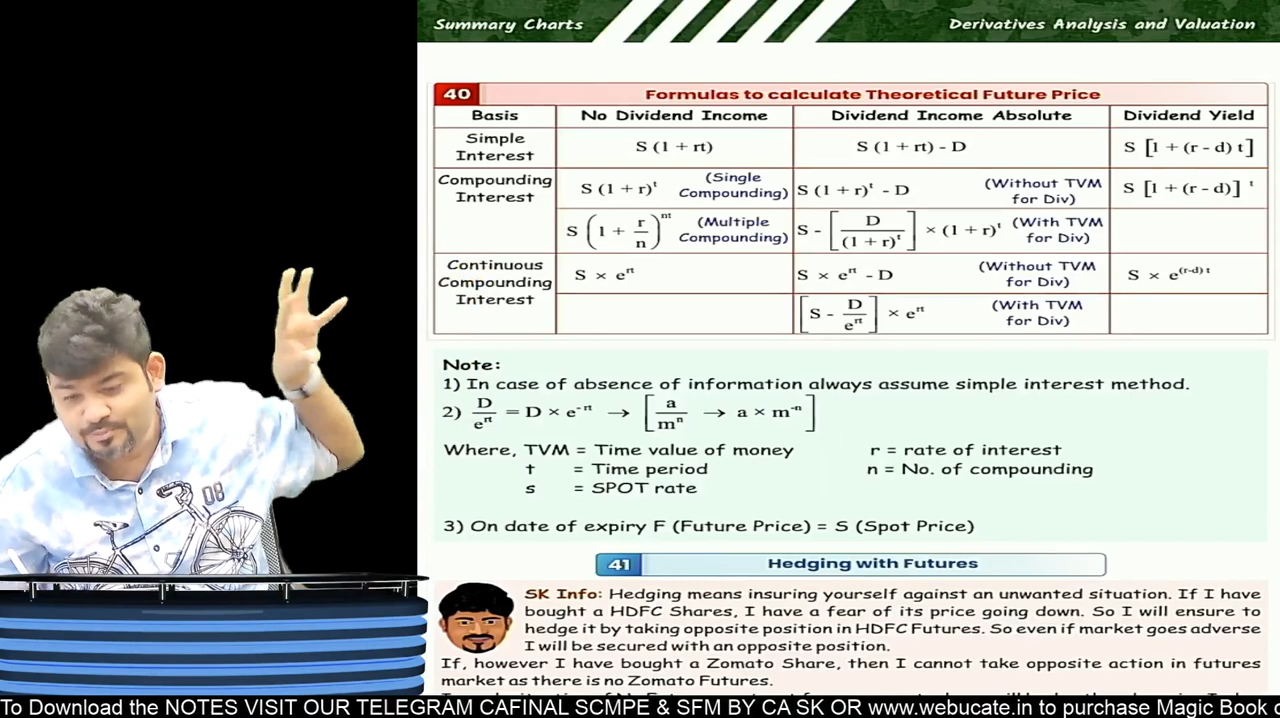 Summary Charts
Derivatives Analysis and Valuation
40
Formulas to calculate Theoretical Future Price
Basis
No Dividend Income
Dividend Income Absolute
Dividend Yield
Simple
Interest
S (1 + rt)
S (1 + rt) - D
S [1 + (r - d) t]
Compounding
Interest
S (1 + r)^t (Single
Compounding)
S (1 + r)^t - D (Without TVM
for Div)
S [1 + (r - d)]^t
S (1 + r/n)^nt (Multiple
Compounding)
S - [D/(1 + r)^t] × (1 + r)^t (With TVM
for Div)
Continuous
Compounding
Interest
S × e^rt
S × e^rt - D (Without TVM
for Div)
S × e^(r-d) t
[S - D/e^rt] × e^rt (With TVM
for Div)
Note:
1) In case of absence of information always assume simple interest method.
2) D/e^rt = D × e^-rt → [a/m^n → a × m^-n]
Where, TVM = Time value of money r = rate of interest
t = Time period n = No. of compounding
s = SPOT rate
3) On date of expiry F (Future Price) = S (Spot Price)
41
Hedging with Futures
SK Info: Hedging means insuring yourself against an unwanted situation. If I have
bought a HDFC Shares, I have a fear of its price going down. So I will ensure to
hedge it by taking opposite position in HDFC Futures. So even if market goes adverse
I will be secured with an opposite position.
If, however I have bought a Zomato Share, then I cannot take opposite action in futures
market as there is no Zomato Futures.
08
To Download the NOTES VISIT OUR TELEGRAM CAFINAL SCMPE & SFM BY CA SK OR www.webucate.in to purchase Magic Book